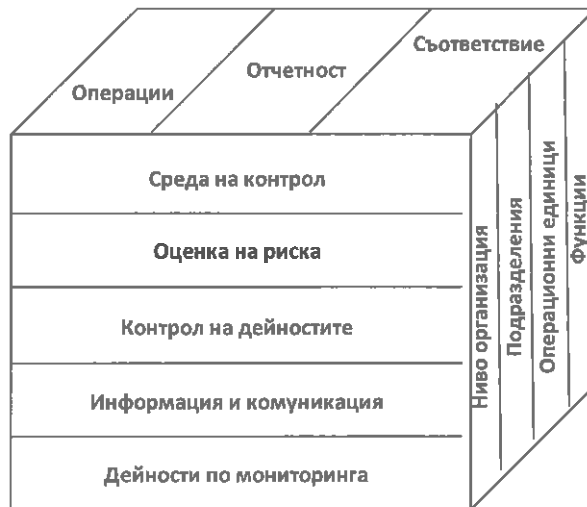 Операции
Отчетност
Съответствие
Среда на контрол
Оценка на риска
Контрол на дейностите
Информация и комуникация
Дейности по мониторинга
Ниво организация
Подразделения
Операционни единици
Функции